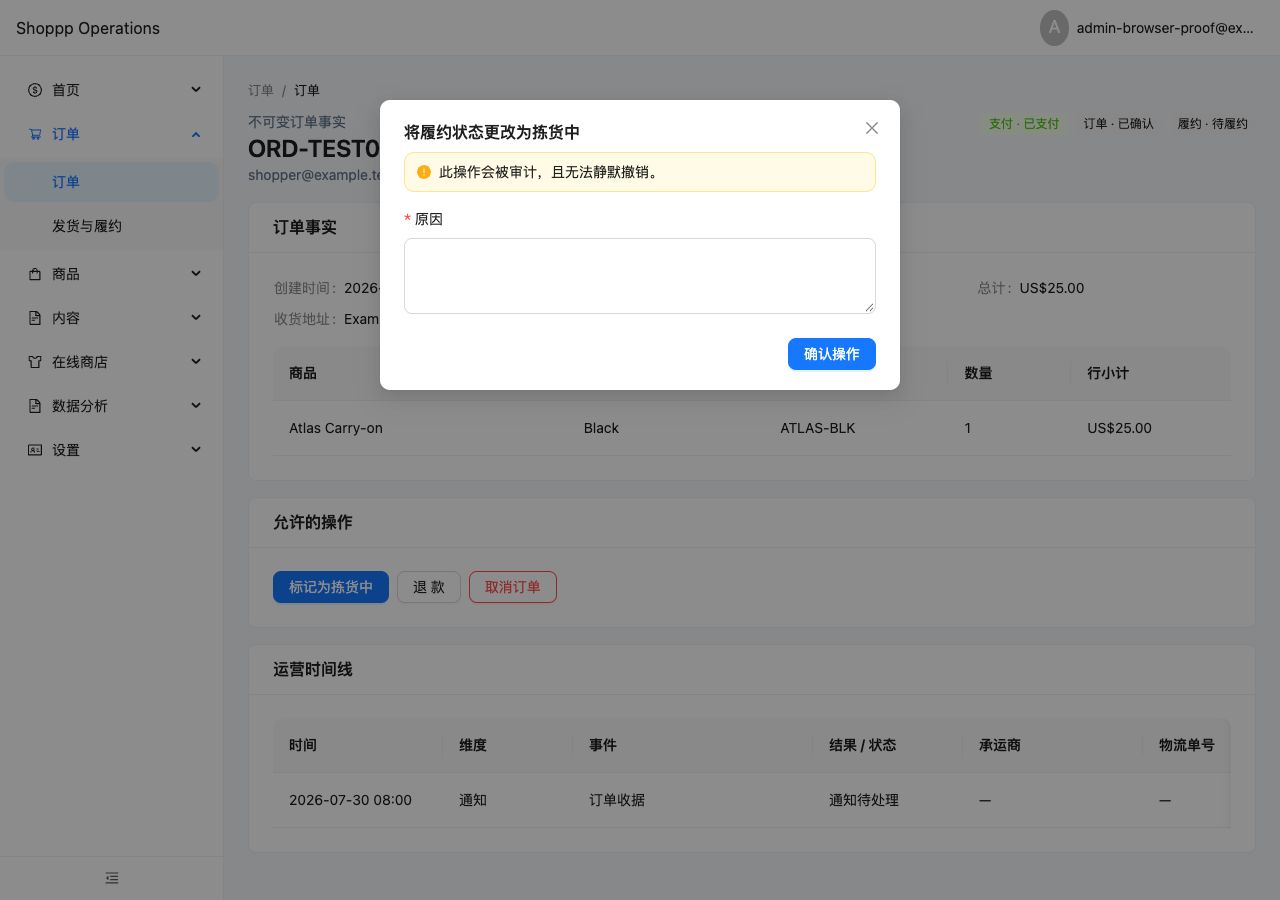 Shoppp Operations
A
admin-browser-proof@ex...
首页
订单
订单
发货与履约
商品
内容
在线商店
数据分析
设置
订单 / 订单
不可变订单事实
ORD-TEST0
shopper@example.te
支付 · 已支付
订单 · 已确认
履约 · 待履约
将履约状态更改为拣货中
此操作会被审计，且无法静默撤销。
* 原因
确认操作
订单事实
创建时间： 2026-
总计： US$25.00
收货地址： Exam
商品 数量 行小计
Atlas Carry-on Black ATLAS-BLK 1 US$25.00
允许的操作
标记为拣货中 退 款 取消订单
运营时间线
时间 维度 事件 结果 / 状态 承运商 物流单号
2026-07-30 08:00 通知 订单收据 通知待处理 — —